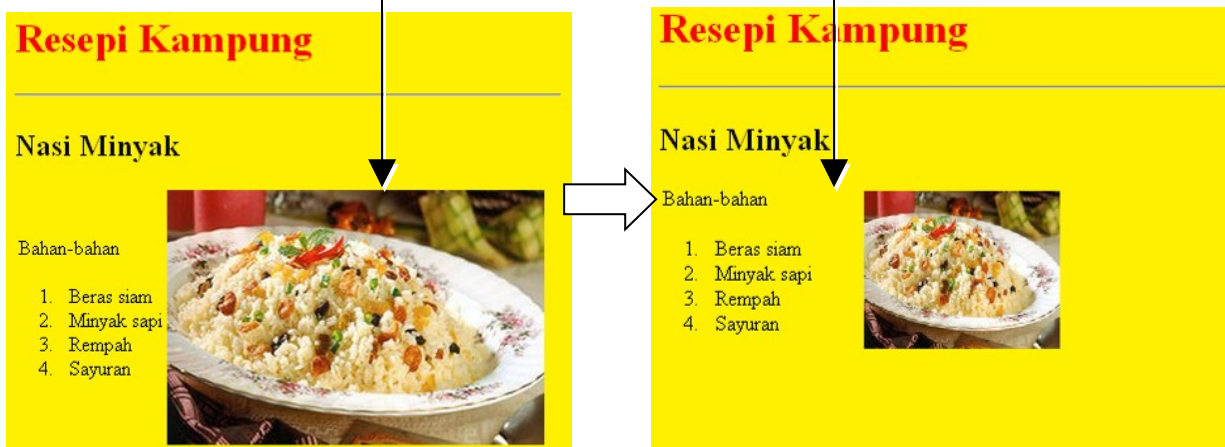 Resepi Kampung
Nasi Minyak
Bahan-bahan
1. Beras siam
2. Minyak sapi
3. Rempah
4. Sayuran
Resepi Kampung
Nasi Minyak
Bahan-bahan
1. Beras siam
2. Minyak sapi
3. Rempah
4. Sayuran